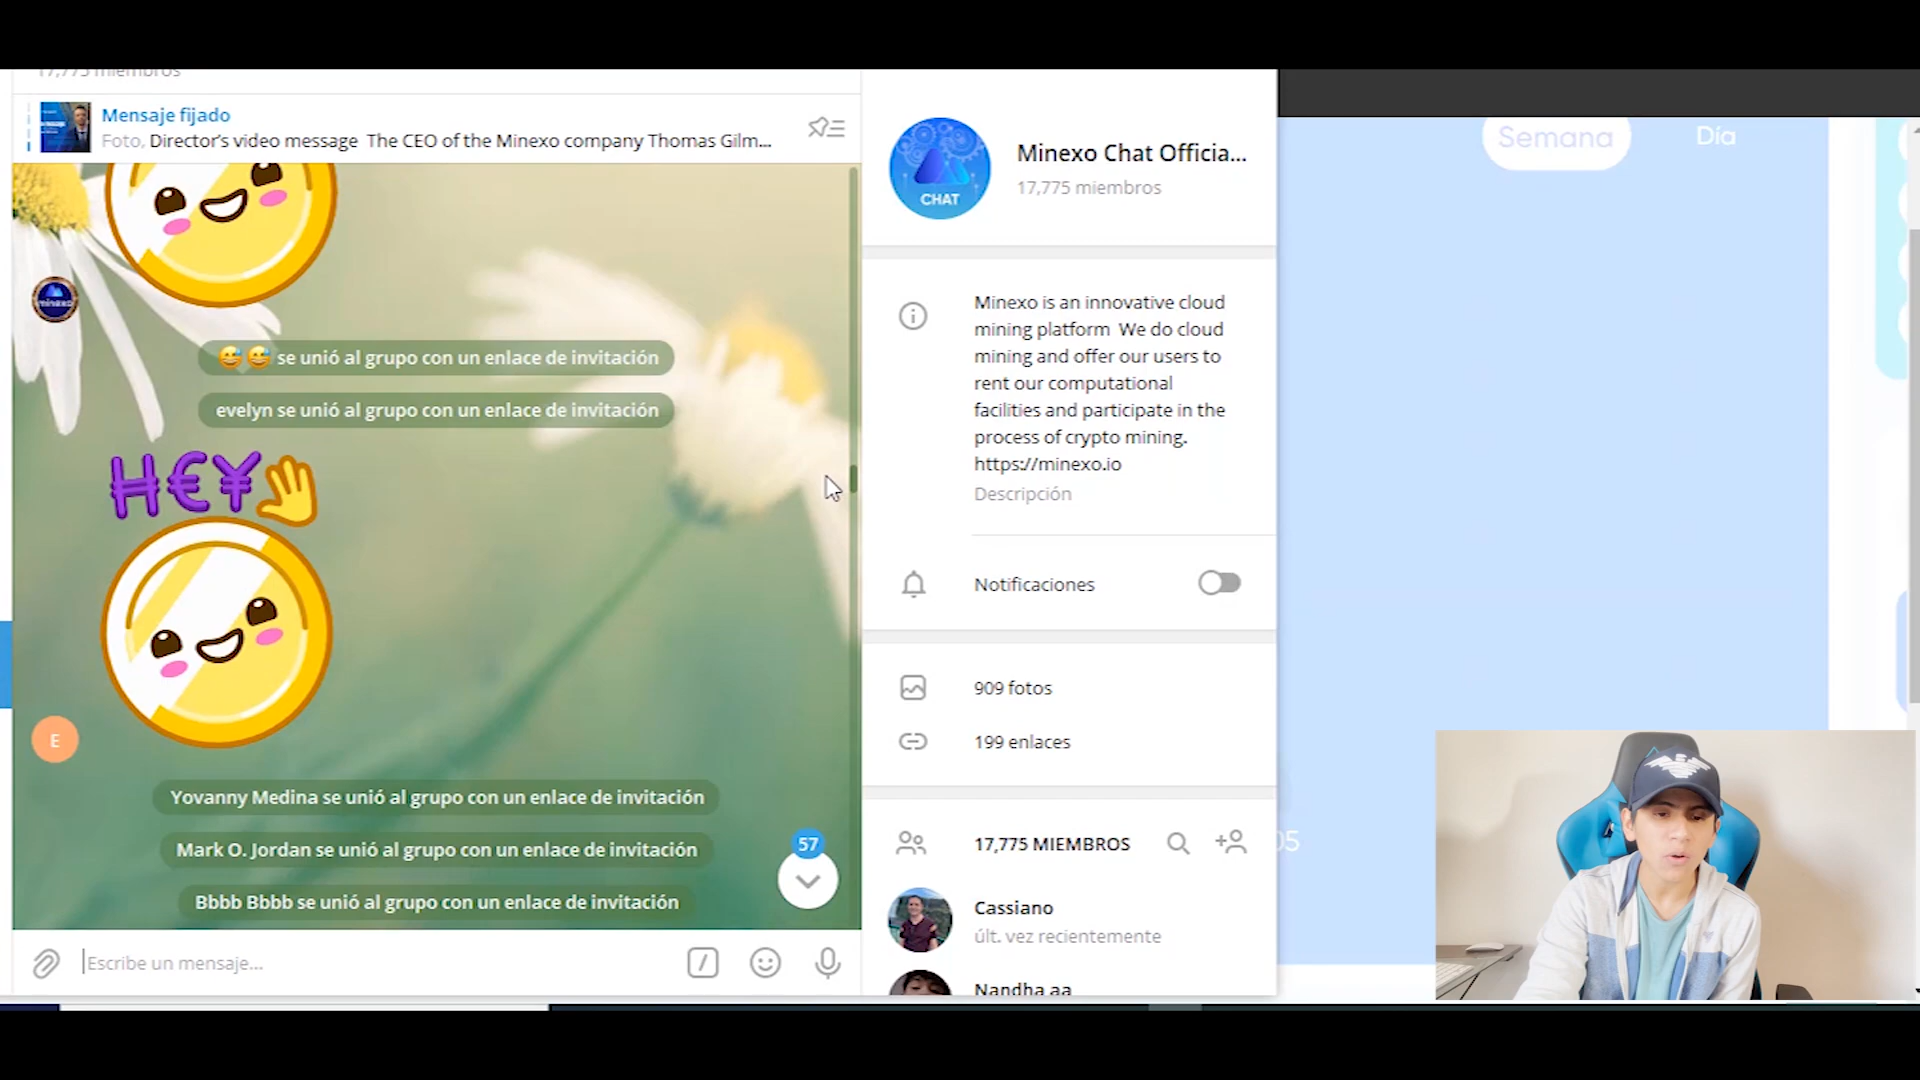 17,775 miembros
Mensaje fijado
Foto, Director's video message The CEO of the Minexo company Thomas Gilm...
minexo
😅😅 se unió al grupo con un enlace de invitación
evelyn se unió al grupo con un enlace de invitación
H€¥
E
Yovanny Medina se unió al grupo con un enlace de invitación
Mark O. Jordan se unió al grupo con un enlace de invitación
Bbbb Bbbb se unió al grupo con un enlace de invitación
57
Escribe un mensaje...
CHAT
Minexo Chat Officia...
17,775 miembros
Minexo is an innovative cloud
mining platform We do cloud
mining and offer our users to
rent our computational
facilities and participate in the
process of crypto mining.
https://minexo.io
Descripción
Notificaciones
909 fotos
199 enlaces
17,775 MIEMBROS
Cassiano
últ. vez recientemente
Nandha aa
Semana
Día
05